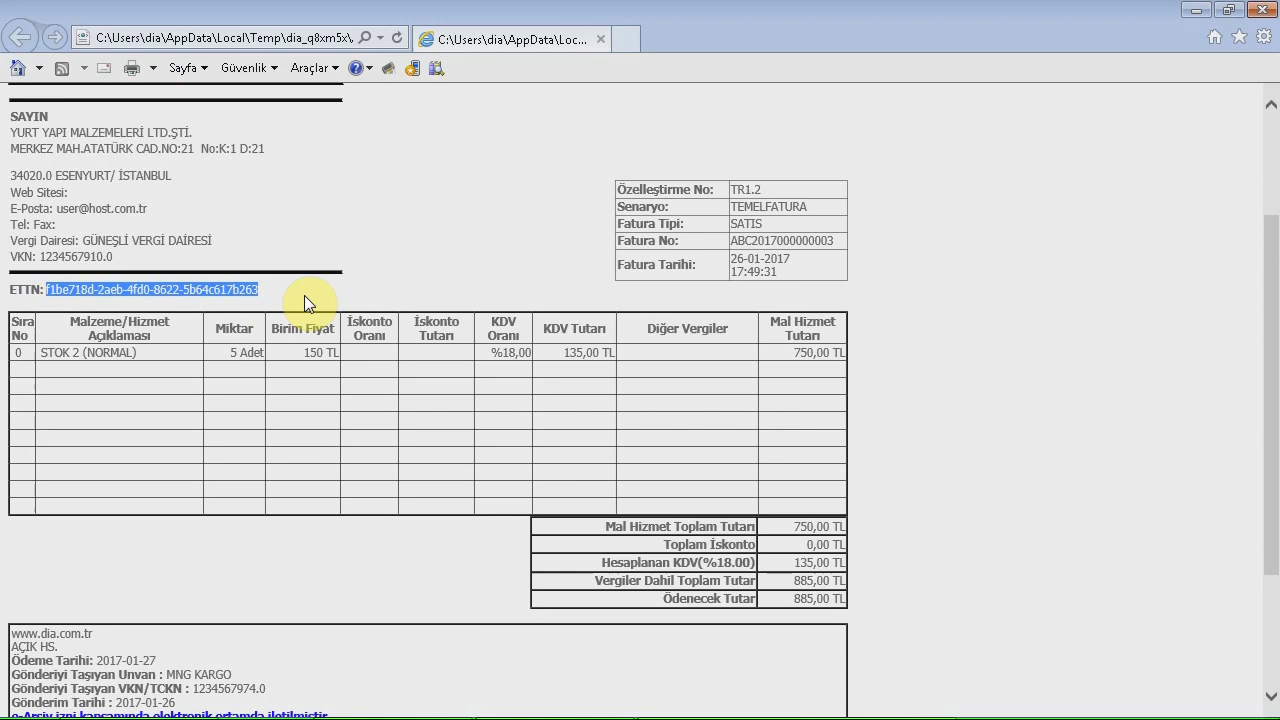 C:\Users\dia\AppData\Local\Temp\dia_q8xm5x\
C:\Users\dia\AppData\Loc...
Sayfa Güvenlik Araçlar
SAYIN
YURT YAPI MALZEMELERİ LTD.ŞTİ.
MERKEZ MAH.ATATÜRK CAD.NO:21 No:K:1 D:21
34020.0 ESENYURT/ İSTANBUL
Web Sitesi:
E-Posta: user@host.com.tr
Tel: Fax:
Vergi Dairesi: GÜNEŞLİ VERGİ DAİRESİ
VKN: 1234567910.0
Özelleştirme No: TR1.2
Senaryo: TEMELFATURA
Fatura Tipi: SATIS
Fatura No: ABC2017000000003
Fatura Tarihi: 26-01-2017
17:49:31
ETTN: f1be718d-2aeb-4fd0-8622-5b64c617b263
Sıra No Malzeme/Hizmet Açıklaması Miktar Birim Fiyat İskonto Oranı İskonto Tutarı KDV Oranı KDV Tutarı Diğer Vergiler Mal Hizmet Tutarı
0 STOK 2 (NORMAL) 5 Adet 150 TL %18,00 135,00 TL 750,00 TL
Mal Hizmet Toplam Tutarı 750,00 TL
Toplam İskonto 0,00 TL
Hesaplanan KDV(%18.00) 135,00 TL
Vergiler Dahil Toplam Tutar 885,00 TL
Ödenecek Tutar 885,00 TL
www.dia.com.tr
AÇIK HS.
Ödeme Tarihi: 2017-01-27
Gönderiyi Taşıyan Unvan : MNG KARGO
Gönderiyi Taşıyan VKN/TCKN : 1234567974.0
Gönderim Tarihi : 2017-01-26
e-Arşiv izni kapsamında elektronik ortamda iletilmiştir